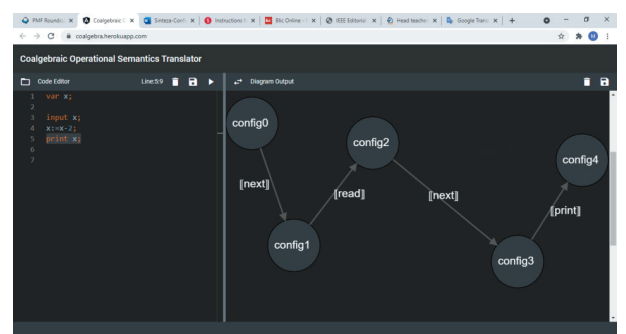 PMF Roundcu
Coalgebraic O
Sinteza-Conf
Instructions f
Blic Online -
IEEE Editorial
Head teacher
Google Trans
coalgebra.herokuapp.com
Coalgebraic Operational Semantics Translator
Code Editor
Line:5:9
Diagram Output
1 var x;
2
3 input x;
4 x:=x-2;
5 print x;
6
7
config0
config2
config4
⟦next⟧
⟦read⟧
⟦next⟧
⟦print⟧
config1
config3